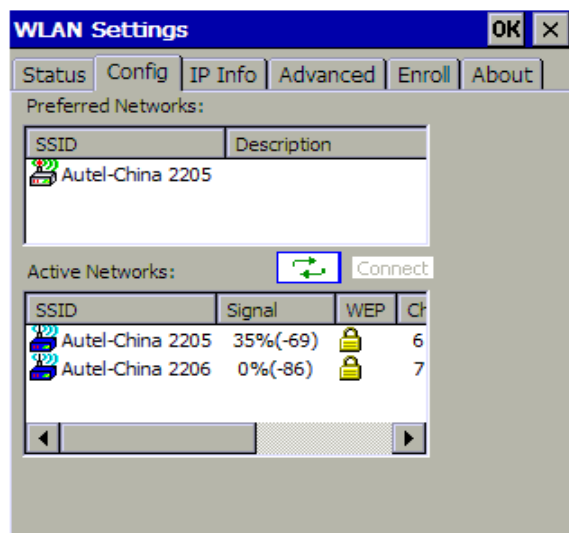 WLAN Settings OK ×
Status Config IP Info Advanced Enroll About
Preferred Networks:
SSID Description
Autel-China 2205
Active Networks: Connect
SSID Signal WEP Ch
Autel-China 2205 35%(-69) 6
Autel-China 2206 0%(-86) 7